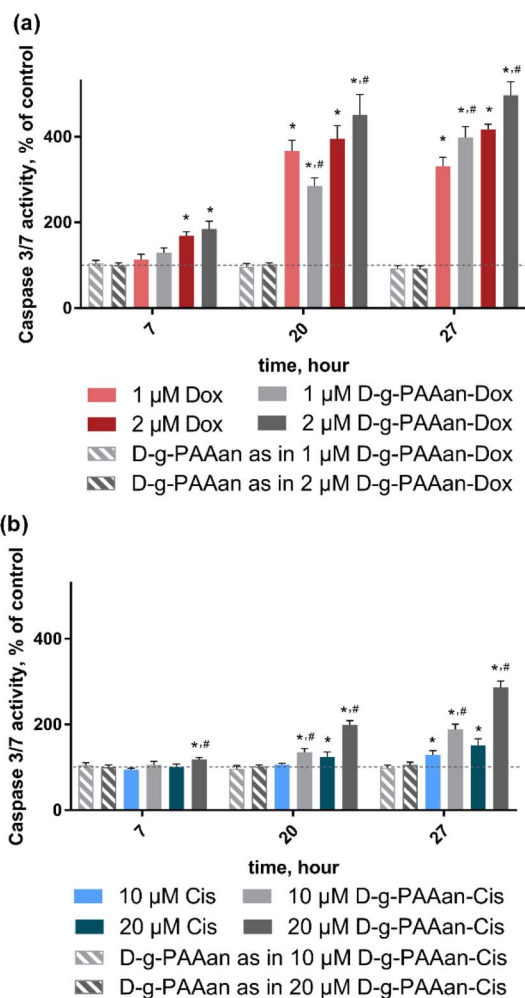 (a)
Caspase 3/7 activity, % of control
400
200
0
* *
* *,# * *,#
* *,# * *,#
7 20 27
time, hour
1 µM Dox 1 µM D-g-PAAan-Dox
2 µM Dox 2 µM D-g-PAAan-Dox
D-g-PAAan as in 1 µM D-g-PAAan-Dox
D-g-PAAan as in 2 µM D-g-PAAan-Dox
(b)
Caspase 3/7 activity, % of control
400
200
0
*,#
*,# * *,#
* *,# * *,#
7 20 27
time, hour
10 µM Cis 10 µM D-g-PAAan-Cis
20 µM Cis 20 µM D-g-PAAan-Cis
D-g-PAAan as in 10 µM D-g-PAAan-Cis
D-g-PAAan as in 20 µM D-g-PAAan-Cis